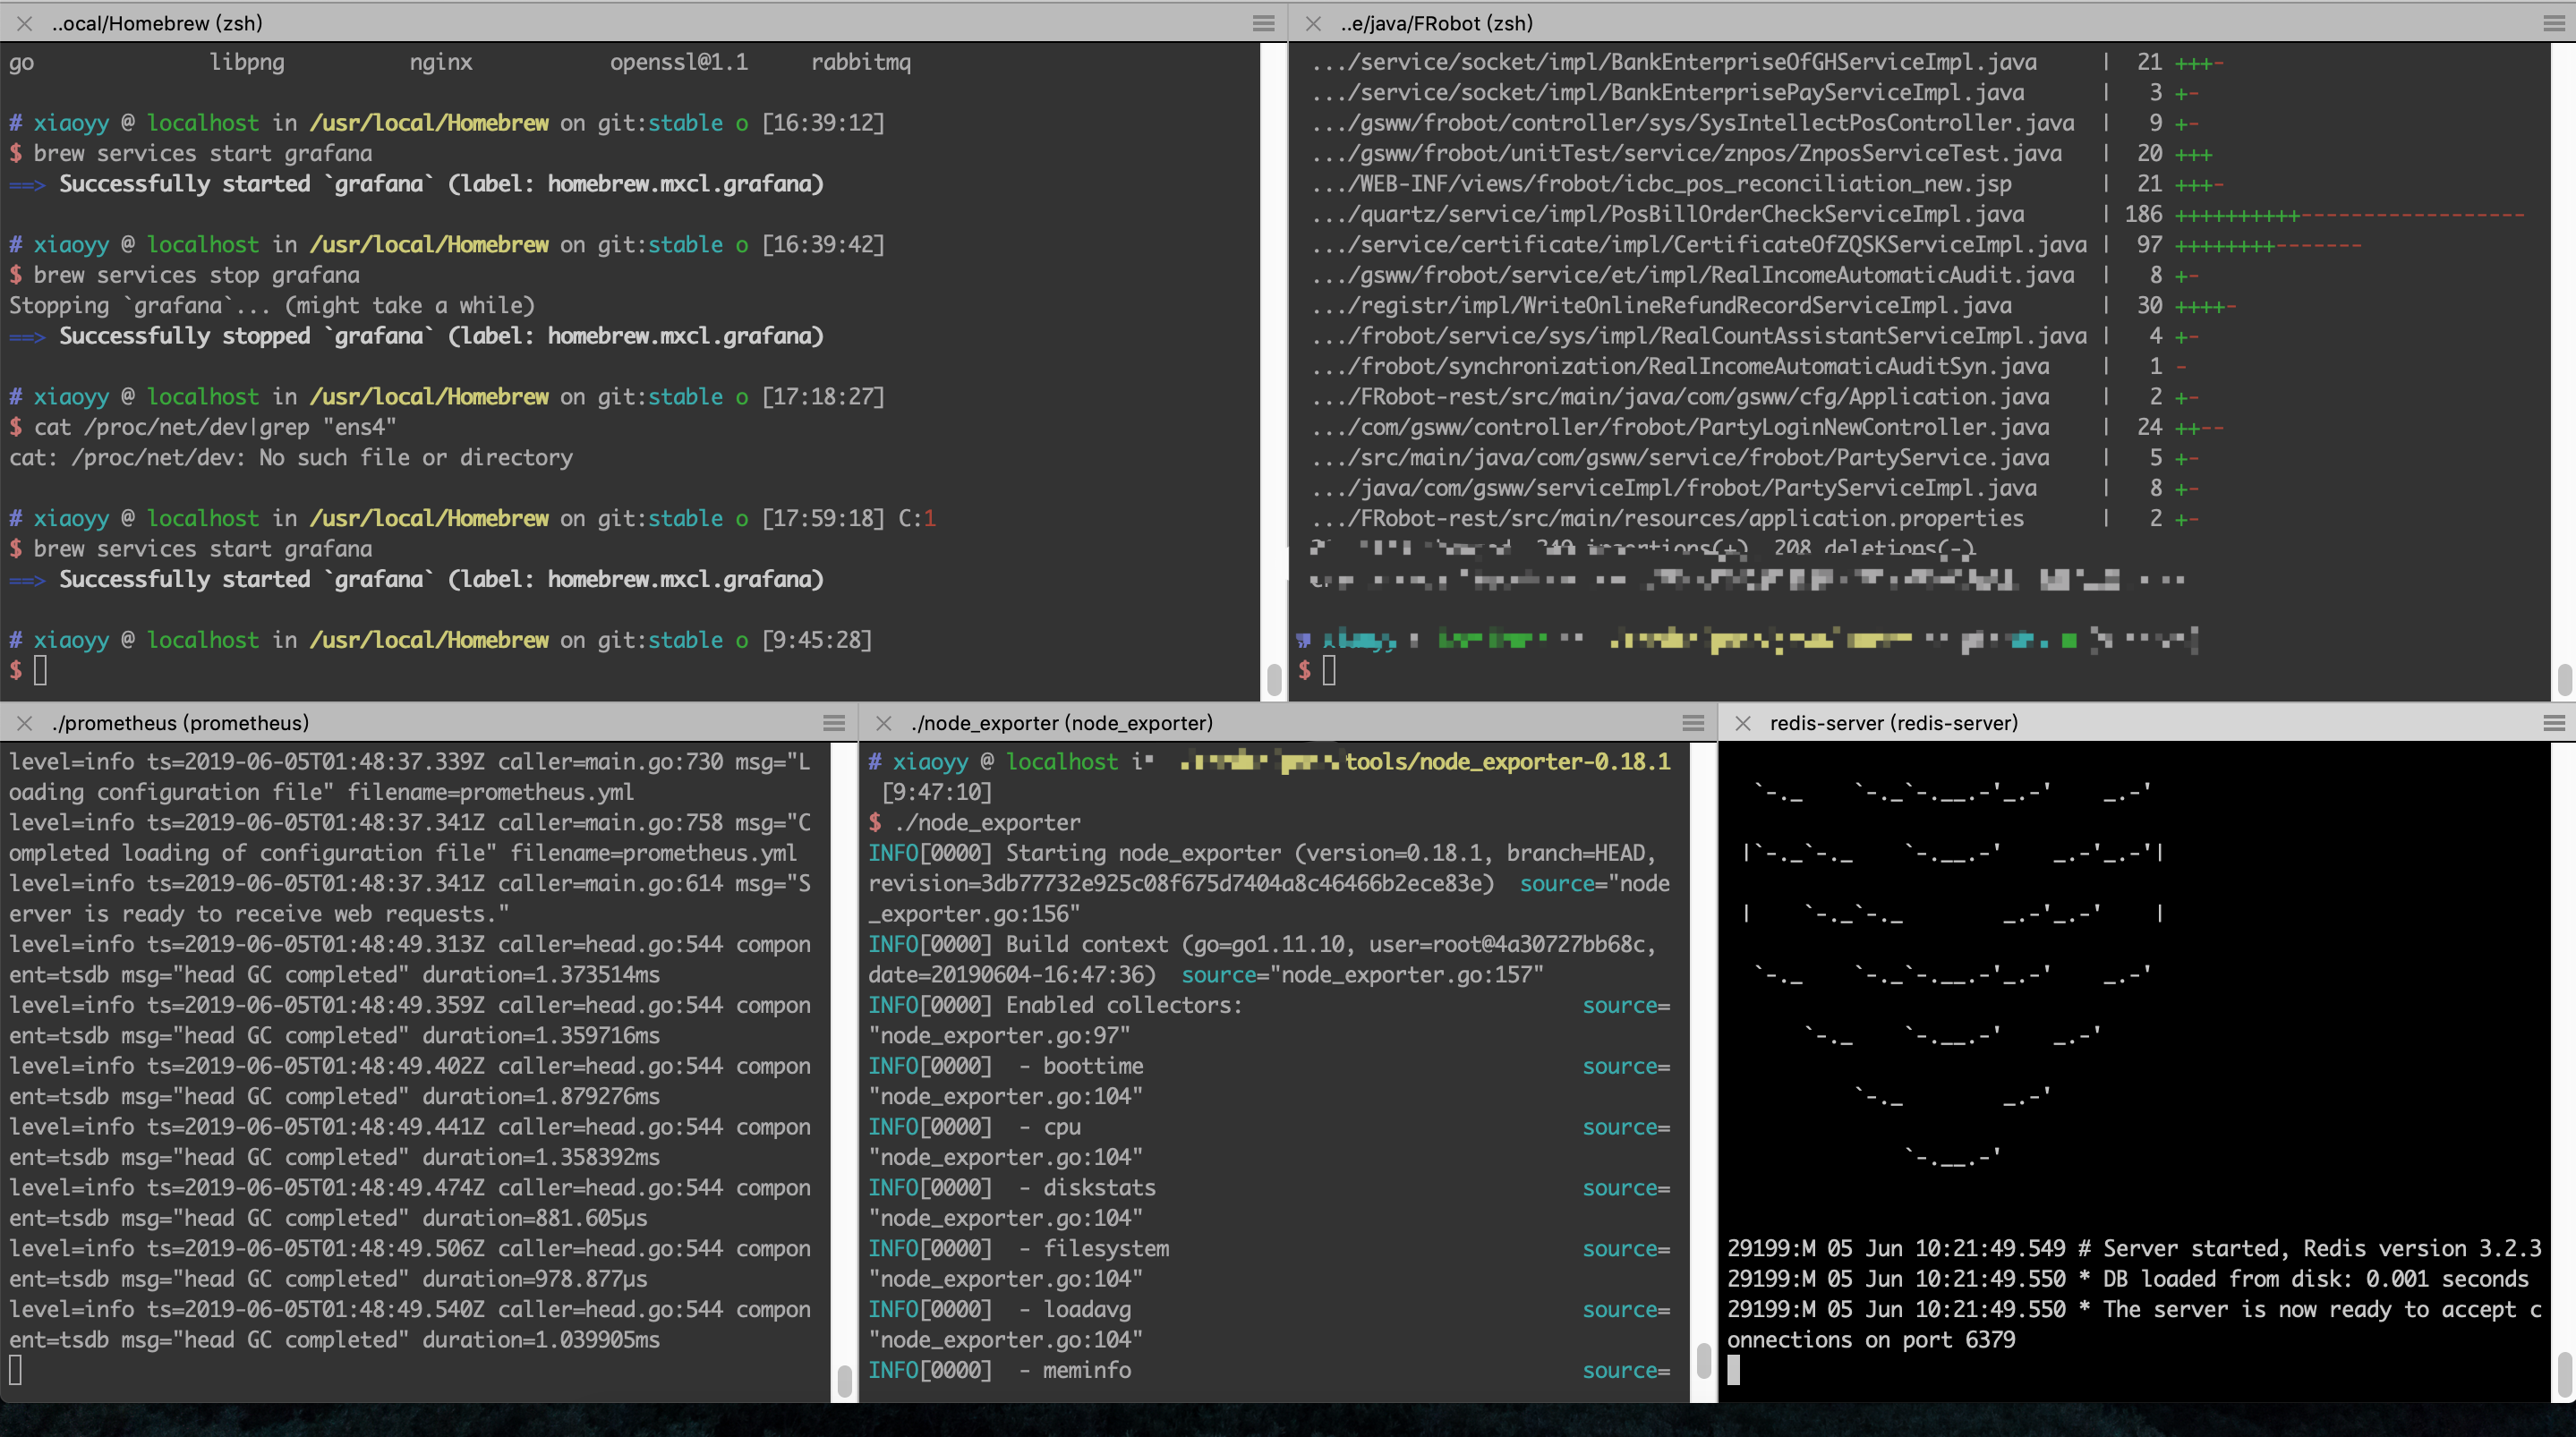 ..ocal/Homebrew (zsh)
go libpng nginx openssl@1.1 rabbitmq
# xiaoyy @ localhost in /usr/local/Homebrew on git:stable o [16:39:12]
$ brew services start grafana
==> Successfully started `grafana` (label: homebrew.mxcl.grafana)
# xiaoyy @ localhost in /usr/local/Homebrew on git:stable o [16:39:42]
$ brew services stop grafana
Stopping `grafana`... (might take a while)
==> Successfully stopped `grafana` (label: homebrew.mxcl.grafana)
# xiaoyy @ localhost in /usr/local/Homebrew on git:stable o [17:18:27]
$ cat /proc/net/dev|grep "ens4"
cat: /proc/net/dev: No such file or directory
# xiaoyy @ localhost in /usr/local/Homebrew on git:stable o [17:59:18] C:1
$ brew services start grafana
==> Successfully started `grafana` (label: homebrew.mxcl.grafana)
# xiaoyy @ localhost in /usr/local/Homebrew on git:stable o [9:45:28]
$
..e/java/FRobot (zsh)
.../service/socket/impl/BankEnterpriseOfGHServiceImpl.java | 21 +++-
.../service/socket/impl/BankEnterprisePayServiceImpl.java | 3 +-
.../gsww/frobot/controller/sys/SysIntellectPosController.java | 9 +-
.../gsww/frobot/unitTest/service/znpos/ZnposServiceTest.java | 20 +++
.../WEB-INF/views/frobot/icbc_pos_reconciliation_new.jsp | 21 +++-
.../quartz/service/impl/PosBillOrderCheckServiceImpl.java | 186 ++++++++++------------------
.../service/certificate/impl/CertificateOfZQSKServiceImpl.java | 97 ++++++++-------
.../gsww/frobot/service/et/impl/RealIncomeAutomaticAudit.java | 8 +-
.../registr/impl/WriteOnlineRefundRecordServiceImpl.java | 30 ++++-
.../frobot/service/sys/impl/RealCountAssistantServiceImpl.java | 4 +-
.../frobot/synchronization/RealIncomeAutomaticAuditSyn.java | 1 -
.../FRobot-rest/src/main/java/com/gsww/cfg/Application.java | 2 +-
.../com/gsww/controller/frobot/PartyLoginNewController.java | 24 ++--
.../src/main/java/com/gsww/service/frobot/PartyService.java | 5 +-
.../java/com/gsww/serviceImpl/frobot/PartyServiceImpl.java | 8 +-
.../FRobot-rest/src/main/resources/application.properties | 2 +-
insertions(+) 208 deletions(-)
$
./prometheus (prometheus)
level=info ts=2019-06-05T01:48:37.339Z caller=main.go:730 msg="L
oading configuration file" filename=prometheus.yml
level=info ts=2019-06-05T01:48:37.341Z caller=main.go:758 msg="C
ompleted loading of configuration file" filename=prometheus.yml
level=info ts=2019-06-05T01:48:37.341Z caller=main.go:614 msg="S
erver is ready to receive web requests."
level=info ts=2019-06-05T01:48:49.313Z caller=head.go:544 compon
ent=tsdb msg="head GC completed" duration=1.373514ms
level=info ts=2019-06-05T01:48:49.359Z caller=head.go:544 compon
ent=tsdb msg="head GC completed" duration=1.359716ms
level=info ts=2019-06-05T01:48:49.402Z caller=head.go:544 compon
ent=tsdb msg="head GC completed" duration=1.879276ms
level=info ts=2019-06-05T01:48:49.441Z caller=head.go:544 compon
ent=tsdb msg="head GC completed" duration=1.358392ms
level=info ts=2019-06-05T01:48:49.474Z caller=head.go:544 compon
ent=tsdb msg="head GC completed" duration=881.605µs
level=info ts=2019-06-05T01:48:49.506Z caller=head.go:544 compon
ent=tsdb msg="head GC completed" duration=978.877µs
level=info ts=2019-06-05T01:48:49.540Z caller=head.go:544 compon
ent=tsdb msg="head GC completed" duration=1.039905ms
./node_exporter (node_exporter)
# xiaoyy @ localhost tools/node_exporter-0.18.1
[9:47:10]
$ ./node_exporter
INFO[0000] Starting node_exporter (version=0.18.1, branch=HEAD,
revision=3db77732e925c08f675d7404a8c46466b2ece83e) source="node
_exporter.go:156"
INFO[0000] Build context (go=go1.11.10, user=root@4a30727bb68c,
date=20190604-16:47:36) source="node_exporter.go:157"
INFO[0000] Enabled collectors: source=
"node_exporter.go:97"
INFO[0000] - boottime source=
"node_exporter.go:104"
INFO[0000] - cpu source=
"node_exporter.go:104"
INFO[0000] - diskstats source=
"node_exporter.go:104"
INFO[0000] - filesystem source=
"node_exporter.go:104"
INFO[0000] - loadavg source=
"node_exporter.go:104"
INFO[0000] - meminfo source=
redis-server (redis-server)
29199:M 05 Jun 10:21:49.549 # Server started, Redis version 3.2.3
29199:M 05 Jun 10:21:49.550 * DB loaded from disk: 0.001 seconds
29199:M 05 Jun 10:21:49.550 * The server is now ready to accept c
onnections on port 6379